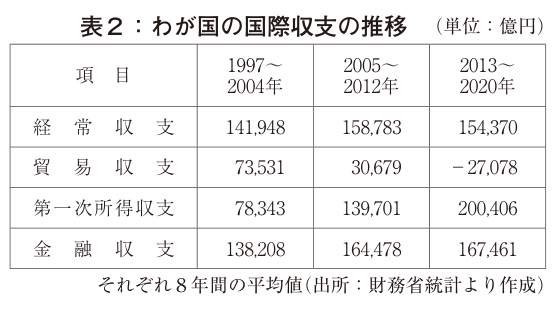 表２：わが国の国際収支の推移　（単位：億円）
項　目　1997～2004年　2005～2012年　2013～2020年
経常収支　141,948　158,783　154,370
貿易収支　73,531　30,679　−27,078
第一次所得収支　78,343　139,701　200,406
金融収支　138,208　164,478　167,461
それぞれ８年間の平均値（出所：財務省統計より作成）